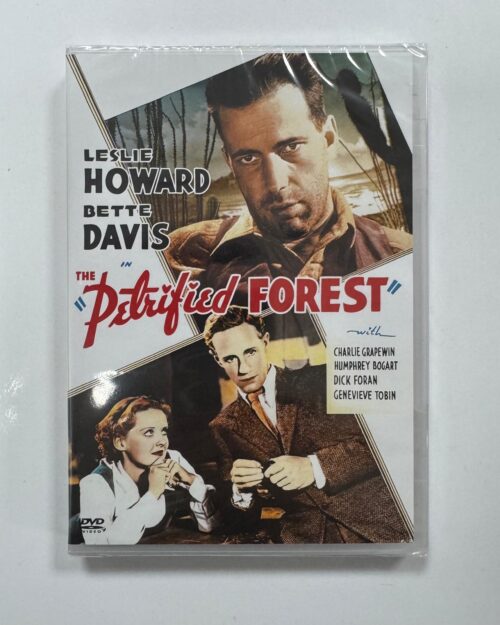 LESLIE
HOWARD
BETTE
DAVIS
IN
THE
"Petrified FOREST"
with
CHARLIE GRAPEWIN
HUMPHREY BOGART
DICK FORAN
GENEVIEVE TOBIN
DVD
VIDEO